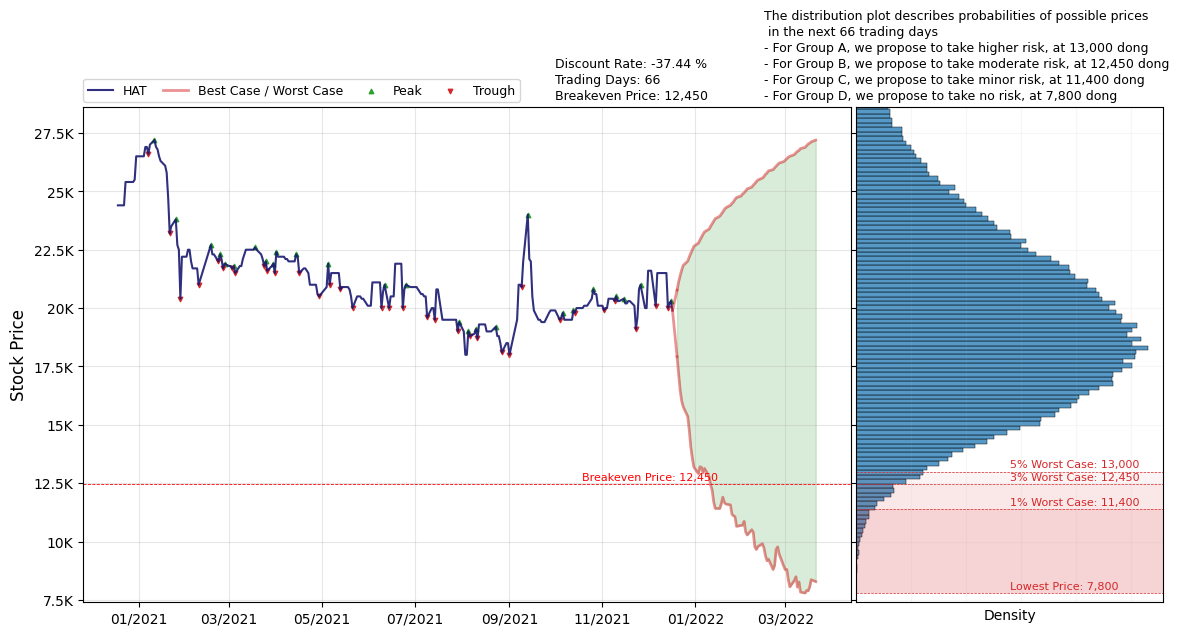 The distribution plot describes probabilities of possible prices
in the next 66 trading days
- For Group A, we propose to take higher risk, at 13,000 dong
- For Group B, we propose to take moderate risk, at 12,450 dong
- For Group C, we propose to take minor risk, at 11,400 dong
- For Group D, we propose to take no risk, at 7,800 dong
Discount Rate: -37.44 %
Trading Days: 66
Breakeven Price: 12,450
HAT
Best Case / Worst Case
Peak
Trough
Stock Price
27.5K
25K
22.5K
20K
17.5K
15K
12.5K
10K
7.5K
Breakeven Price: 12,450
5% Worst Case: 13,000
3% Worst Case: 12,450
1% Worst Case: 11,400
Lowest Price: 7,800
01/2021
03/2021
05/2021
07/2021
09/2021
11/2021
01/2022
03/2022
Density